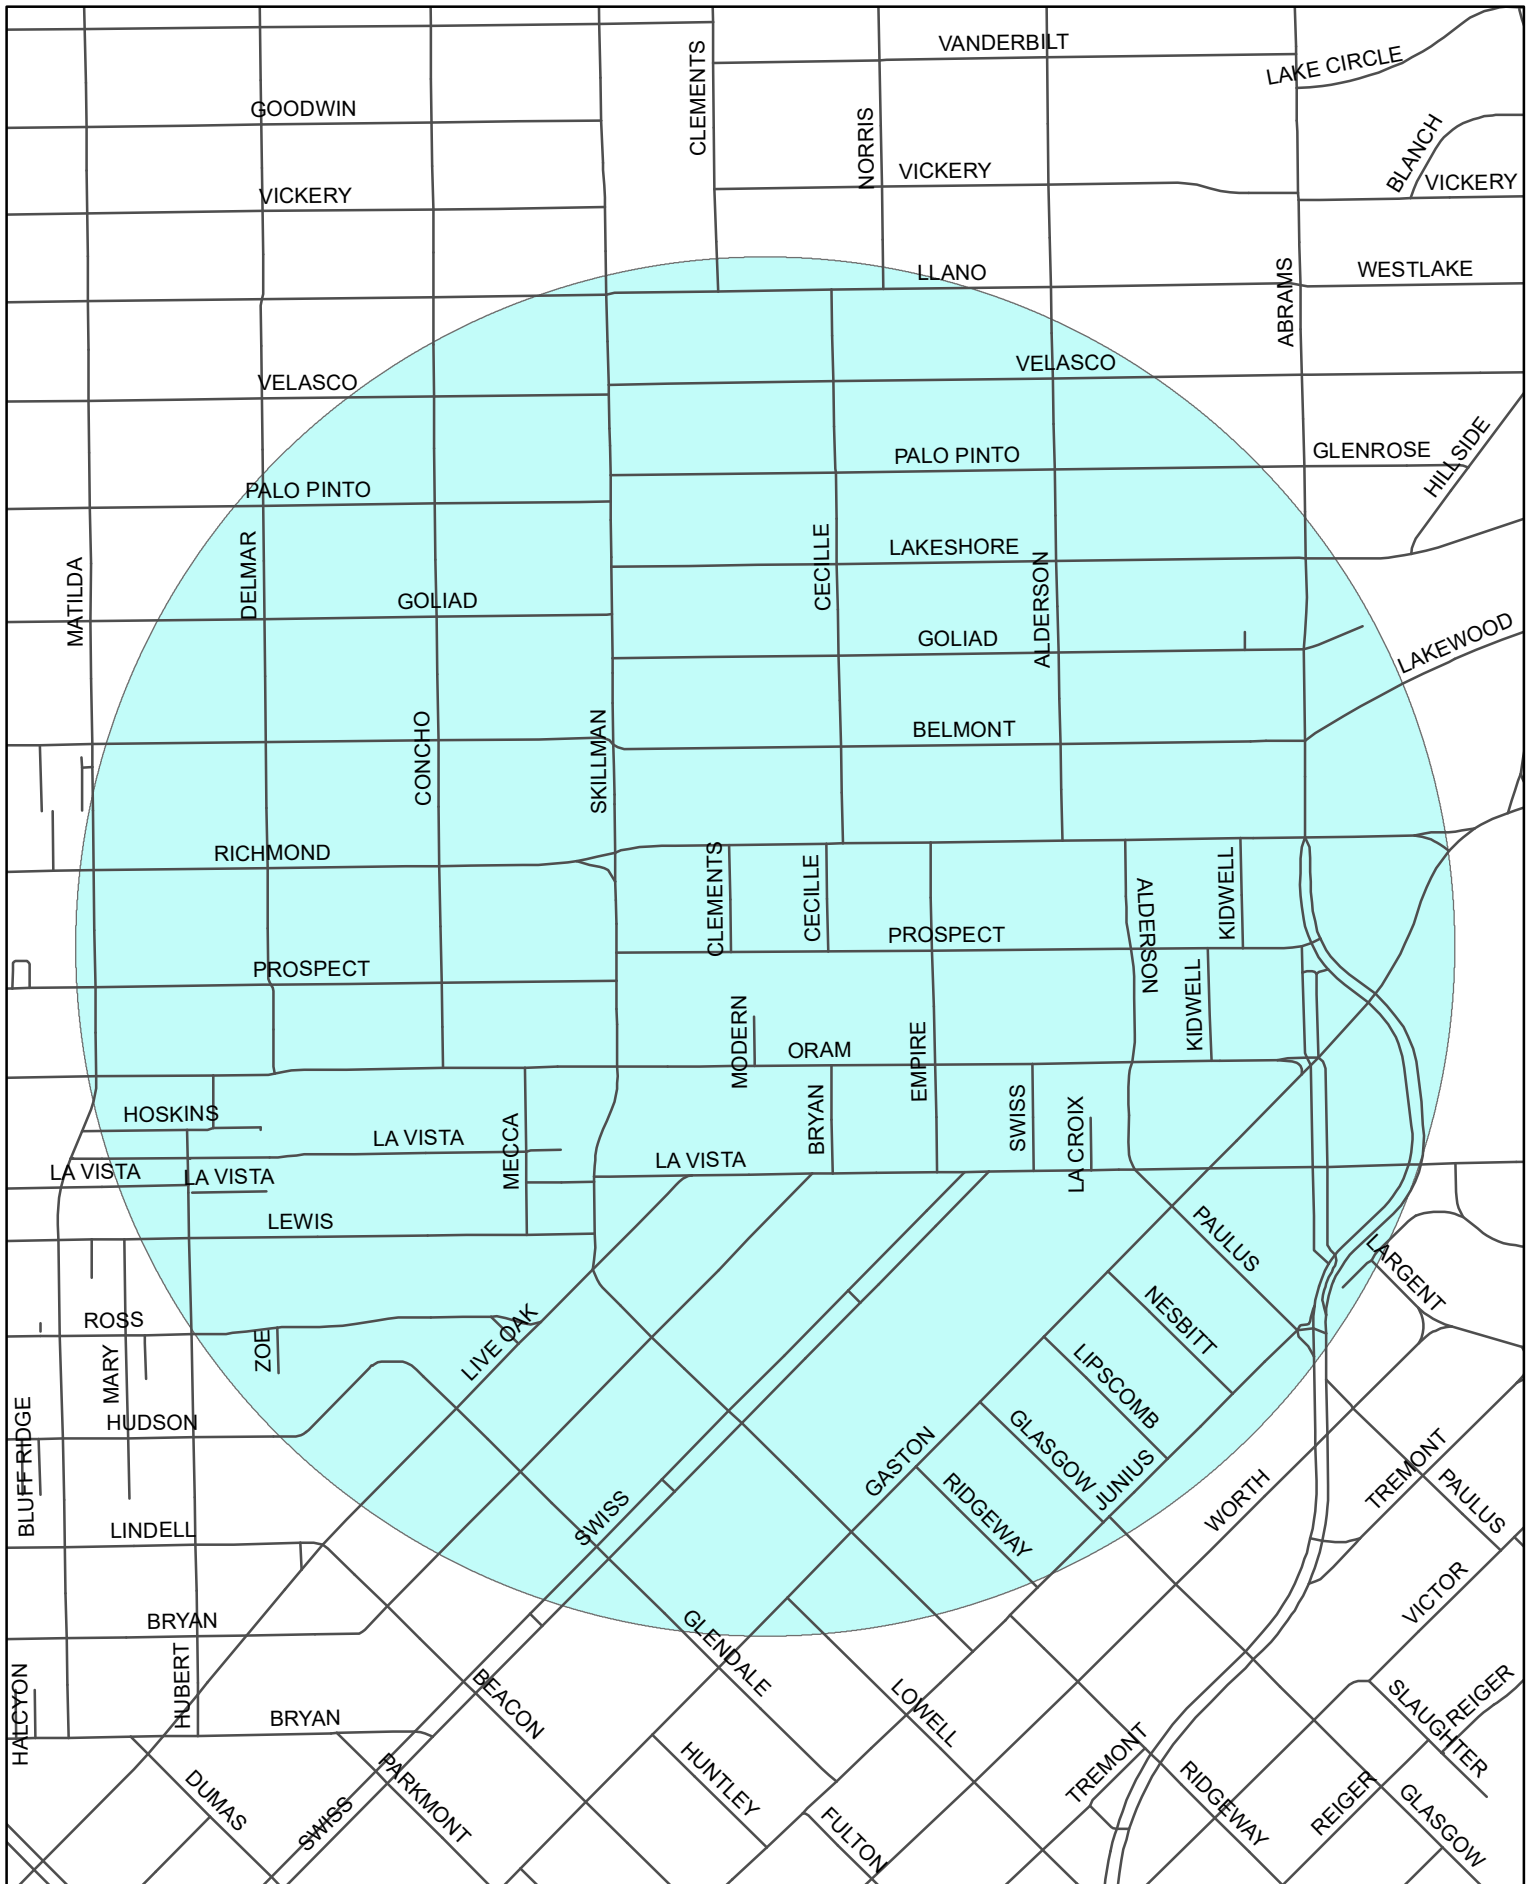 VANDERBILT
LAKE CIRCLE
CLEMENTS
GOODWIN
NORRIS
BLANCH
VICKERY
VICKERY
VICKERY
LLANO
WESTLAKE
ABRAMS
VELASCO
VELASCO
GLENROSE
HILLSIDE
PALO PINTO
PALO PINTO
LAKESHORE
CECILLE
DELMAR
MATILDA
ALDERSON
GOLIAD
GOLIAD
LAKEWOOD
BELMONT
CONCHO
SKILLMAN
RICHMOND
CLEMENTS
CECILLE
KIDWELL
ALDERSON
PROSPECT
PROSPECT
KIDWELL
MODERN
ORAM
EMPIRE
HOSKINS
BRYAN
SWISS
LA CROIX
LA VISTA
MECCA
LA VISTA
LA VISTA
LA VISTA
LEWIS
PAULUS
LARGENT
NESBITT
ROSS
ZOE
LIVE OAK
MARY
LIPSCOMB
HUDSON
BLUFF RIDGE
GLASGOW
GASTON
JUNIUS
RIDGEWAY
WORTH
TREMONT
PAULUS
LINDELL
SWISS
VICTOR
BRYAN
GLENDALE
HUBERT
HALCYON
BEACON
LOWELL
SLAUGHTER
REIGER
BRYAN
TREMONT
HUNTLEY
PARKMONT
DUMAS
SWISS
FULTON
RIDGEWAY
REIGER
GLASGOW